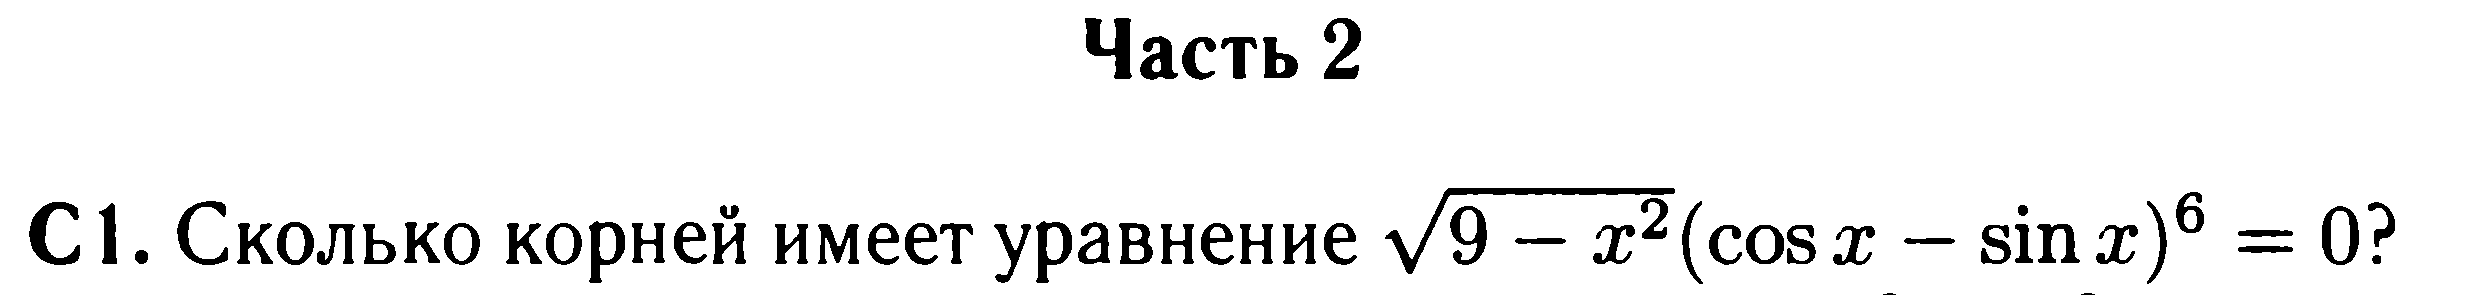 Часть 2
С1. Сколько корней имеет уравнение √(9 − x²)(cos x − sin x)⁶ = 0?